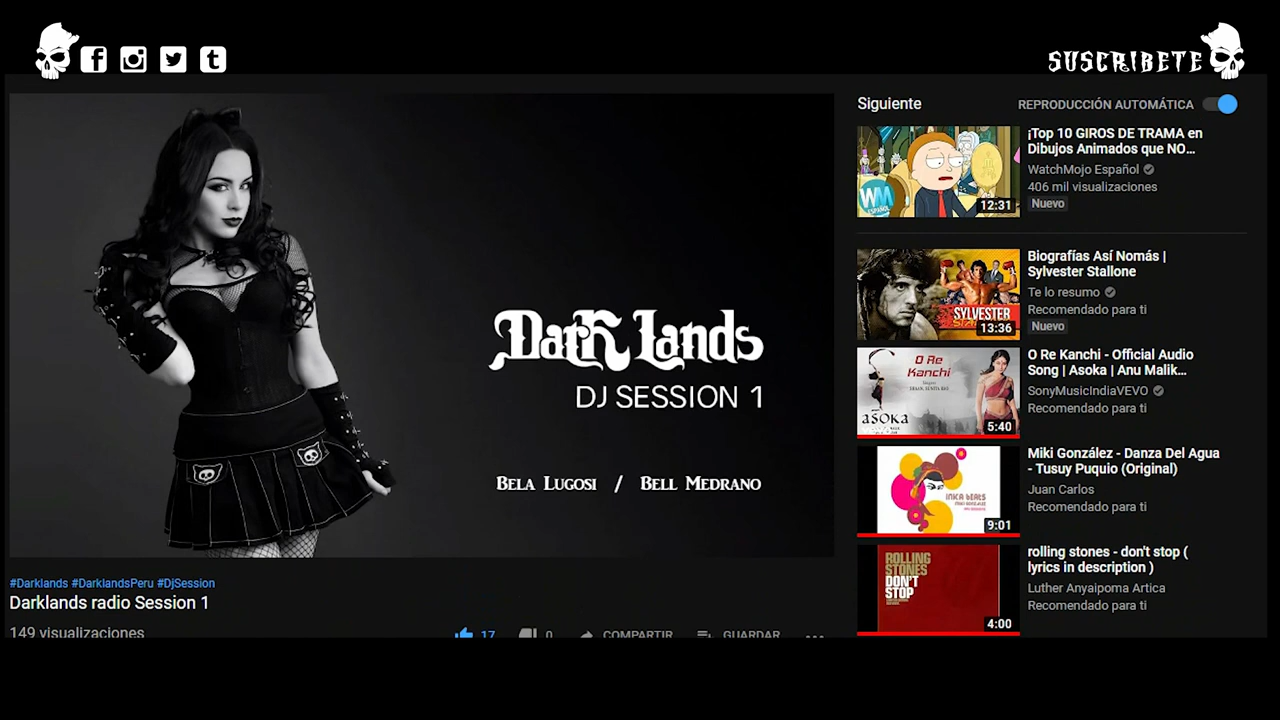 SUSCRIBETE
Dark Lands
DJ SESSION 1
BELA LUGOSI / BELL MEDRANO
#Darklands #DarklandsPeru #DjSession
Darklands radio Session 1
149 visualizaciones
17
0
COMPARTIR
GUARDAR
Siguiente
REPRODUCCIÓN AUTOMÁTICA
WM
ESPAÑOL
12:31
¡Top 10 GIROS DE TRAMA en
Dibujos Animados que NO...
WatchMojo Español
406 mil visualizaciones
Nuevo
SYLVESTER
13:36
Biografías Así Nomás |
Sylvester Stallone
Te lo resumo
Recomendado para ti
Nuevo
O Re
Kanchi
aśoka
5:40
O Re Kanchi - Official Audio
Song | Asoka | Anu Malik...
SonyMusicIndiaVEVO
Recomendado para ti
INKA beats
9:01
Miki González - Danza Del Agua
- Tusuy Puquio (Original)
Juan Carlos
Recomendado para ti
ROLLING
STONES
DON'T
STOP
4:00
rolling stones - don't stop (
lyrics in description )
Luther Anyaipoma Artica
Recomendado para ti